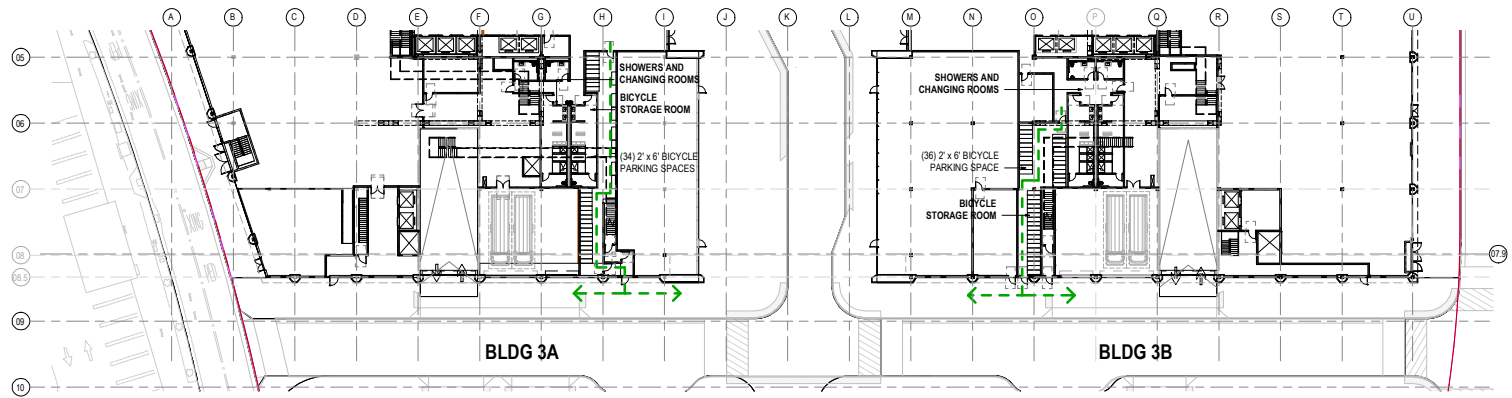 A B C D E F G H I J K L M N O P Q R S T U
05
SHOWERS AND
CHANGING ROOMS
BICYCLE
STORAGE ROOM
SHOWERS AND
CHANGING ROOMS
06
(34) 2' x 6' BICYCLE
PARKING SPACES
(36) 2' x 6' BICYCLE
PARKING SPACE
07
BICYCLE
STORAGE ROOM
08
07.9
08.5
09
BLDG 3A
BLDG 3B
10